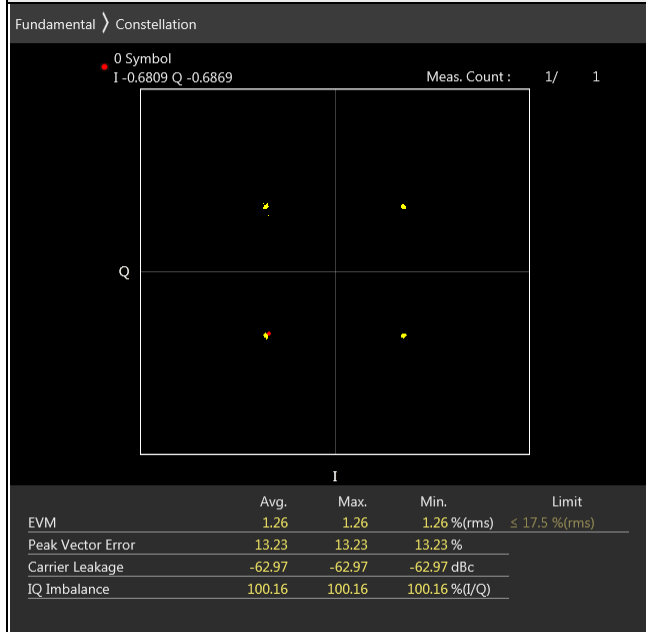 Fundamental 〉 Constellation
0 Symbol
I -0.6809 Q -0.6869
Meas. Count : 1/ 1
Q
I
Avg. Max. Min. Limit
EVM 1.26 1.26 1.26 %(rms) ≤ 17.5 %(rms)
Peak Vector Error 13.23 13.23 13.23 %
Carrier Leakage -62.97 -62.97 -62.97 dBc
IQ Imbalance 100.16 100.16 100.16 %(I/Q)